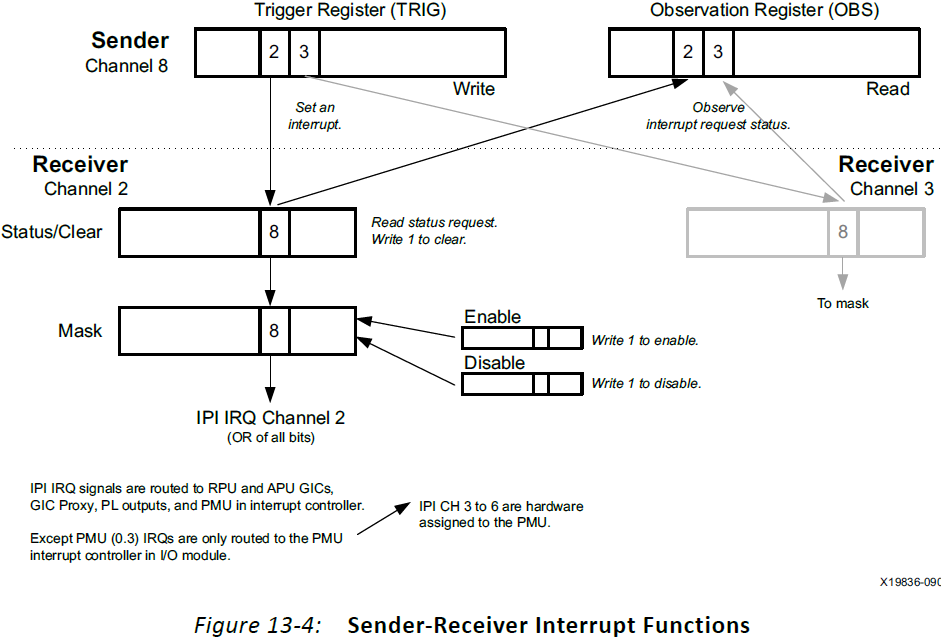 Trigger Register (TRIG)
Observation Register (OBS)
Sender
Channel 8
2 3
2 3
Write
Read
Set an
interrupt.
Observe
interrupt request status.
Receiver
Channel 2
Receiver
Channel 3
Status/Clear
8
Read status request.
Write 1 to clear.
8
To mask
Mask
8
Enable
Write 1 to enable.
Disable
Write 1 to disable.
IPI IRQ Channel 2
(OR of all bits)
IPI IRQ signals are routed to RPU and APU GICs,
GIC Proxy, PL outputs, and PMU in interrupt controller.
IPI CH 3 to 6 are hardware
assigned to the PMU.
Except PMU (0.3) IRQs are only routed to the PMU
interrupt controller in I/O module.
X19836-090
Figure 13-4: Sender-Receiver Interrupt Functions